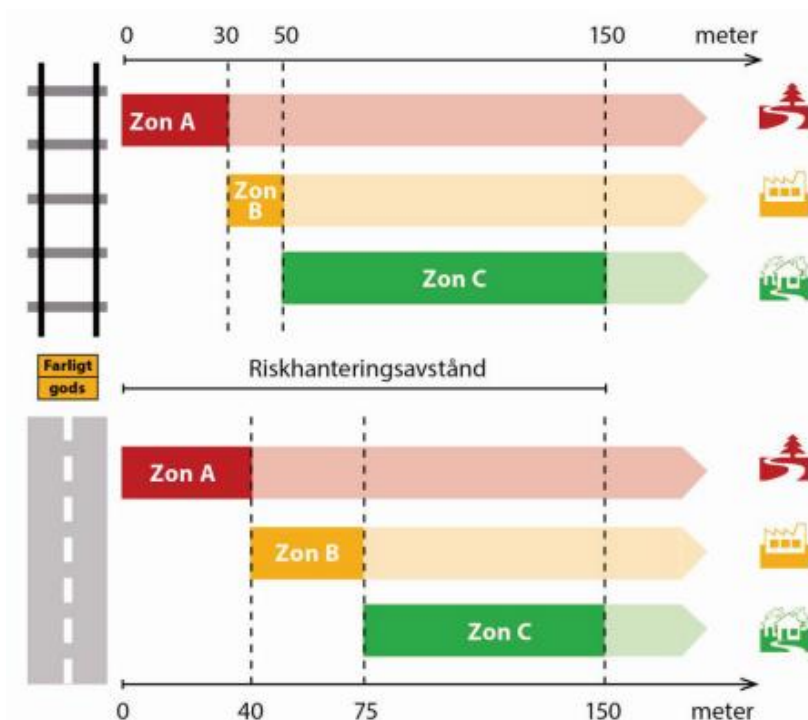 0 30 50 150 meter
Zon A
Zon
B
Zon C
Farligt
gods
Riskhanteringsavstånd
Zon A
Zon B
Zon C
0 40 75 150 meter